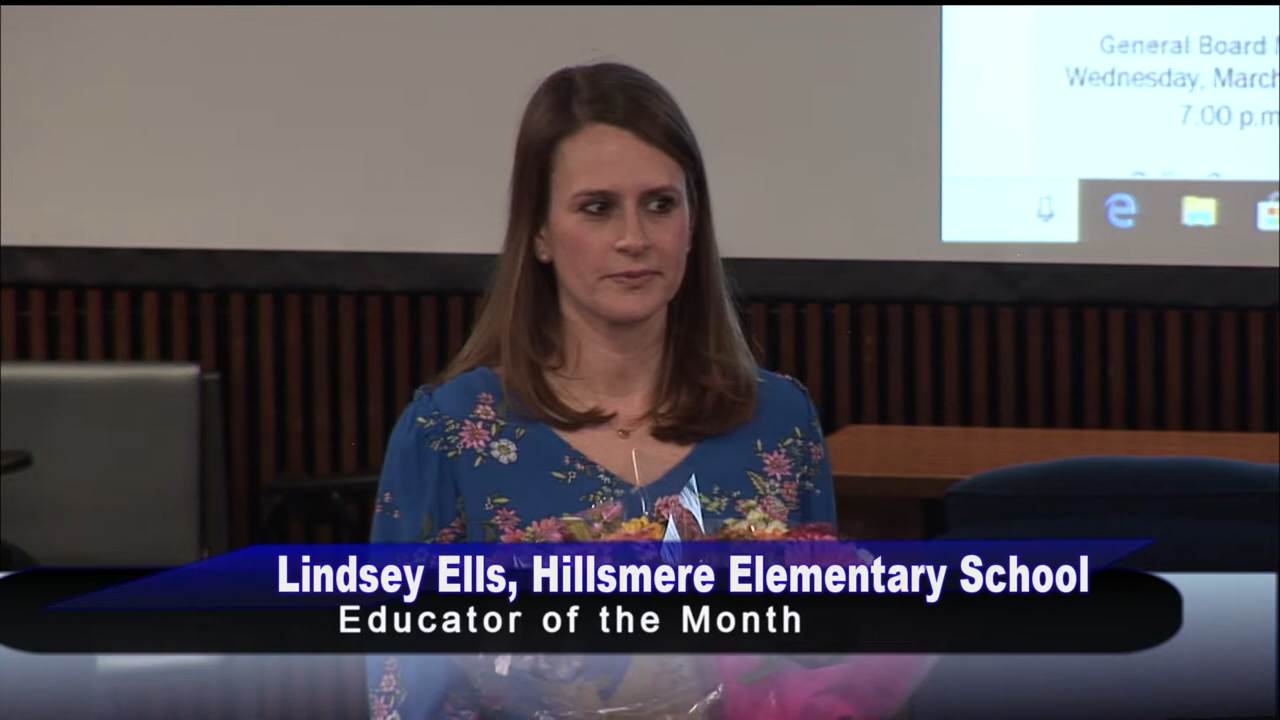 General Board
Wednesday, March
7:00 p.m
Lindsey Ells, Hillsmere Elementary School
Educator of the Month